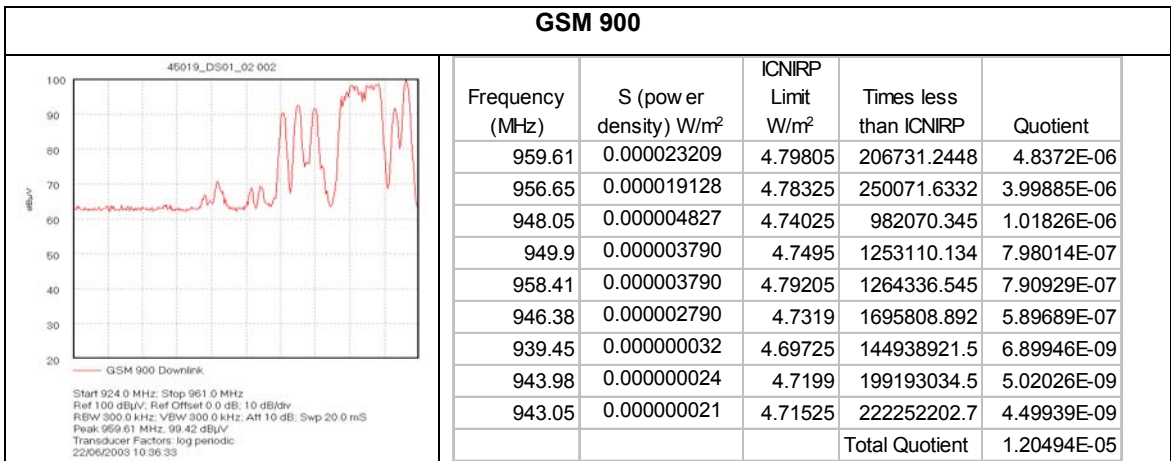 GSM 900
45019_DS01_02 002
100
90
80
70
60
50
40
30
20
dBµV
GSM 900 Downlink
Start 924.0 MHz; Stop 961.0 MHz
Ref 100 dBµV; Ref Offset 0.0 dB; 10 dB/div
RBW 300.0 kHz; VBW 300.0 kHz; Att 10 dB; Swp 20.0 mS
Peak 959.61 MHz, 99.42 dBµV
Transducer Factors: log periodic
22/06/2003 10:36:33
Frequency (MHz) S (pow er density) W/m² ICNIRP Limit W/m² Times less than ICNIRP Quotient
959.61 0.000023209 4.79805 206731.2448 4.8372E-06
956.65 0.000019128 4.78325 250071.6332 3.99885E-06
948.05 0.000004827 4.74025 982070.345 1.01826E-06
949.9 0.000003790 4.7495 1253110.134 7.98014E-07
958.41 0.000003790 4.79205 1264336.545 7.90929E-07
946.38 0.000002790 4.7319 1695808.892 5.89689E-07
939.45 0.000000032 4.69725 144938921.5 6.89946E-09
943.98 0.000000024 4.7199 199193034.5 5.02026E-09
943.05 0.000000021 4.71525 222252202.7 4.49939E-09
Total Quotient 1.20494E-05